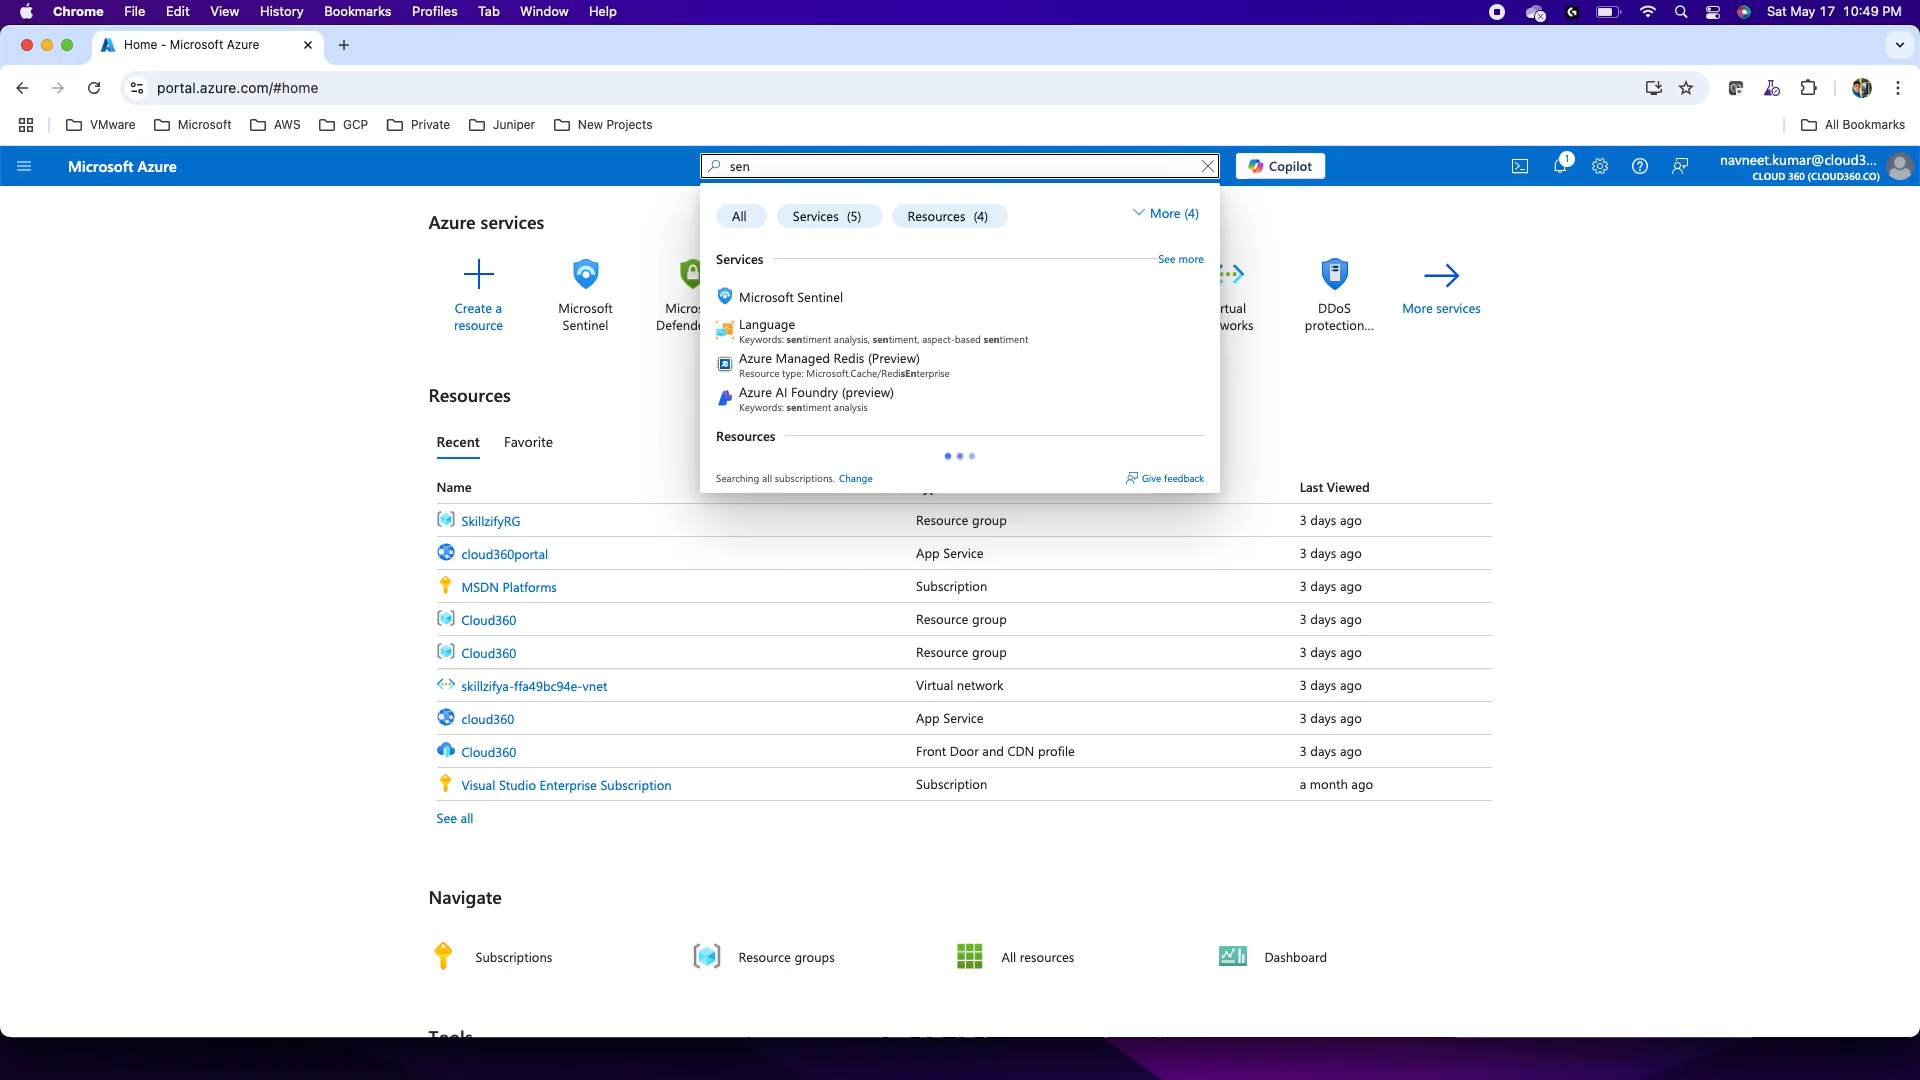 Chrome File Edit View History Bookmarks Profiles Tab Window Help Sat May 17 10:49 PM
Home - Microsoft Azure
portal.azure.com/#home
VMware Microsoft AWS GCP Private Juniper New Projects All Bookmarks
Microsoft Azure sen Copilot 1 navneet.kumar@cloud3...
CLOUD 360 (CLOUD360.CO)
All Services (5) Resources (4) More (4)
Azure services
Services See more
Microsoft Sentinel
Language
Keywords: sentiment analysis, sentiment, aspect-based sentiment
Azure Managed Redis (Preview)
Resource type: Microsoft.Cache/RedisEnterprise
Azure AI Foundry (preview)
Keywords: sentiment analysis
Resources
Searching all subscriptions. Change Give feedback
Create a
resource
Microsoft
Sentinel
Micros
Defende
rtual
works
DDoS
protection...
More services
Resources
Recent Favorite
Name Last Viewed
SkillzifyRG Resource group 3 days ago
cloud360portal App Service 3 days ago
MSDN Platforms Subscription 3 days ago
Cloud360 Resource group 3 days ago
Cloud360 Resource group 3 days ago
skillzifya-ffa49bc94e-vnet Virtual network 3 days ago
cloud360 App Service 3 days ago
Cloud360 Front Door and CDN profile 3 days ago
Visual Studio Enterprise Subscription Subscription a month ago
See all
Navigate
Subscriptions Resource groups All resources Dashboard